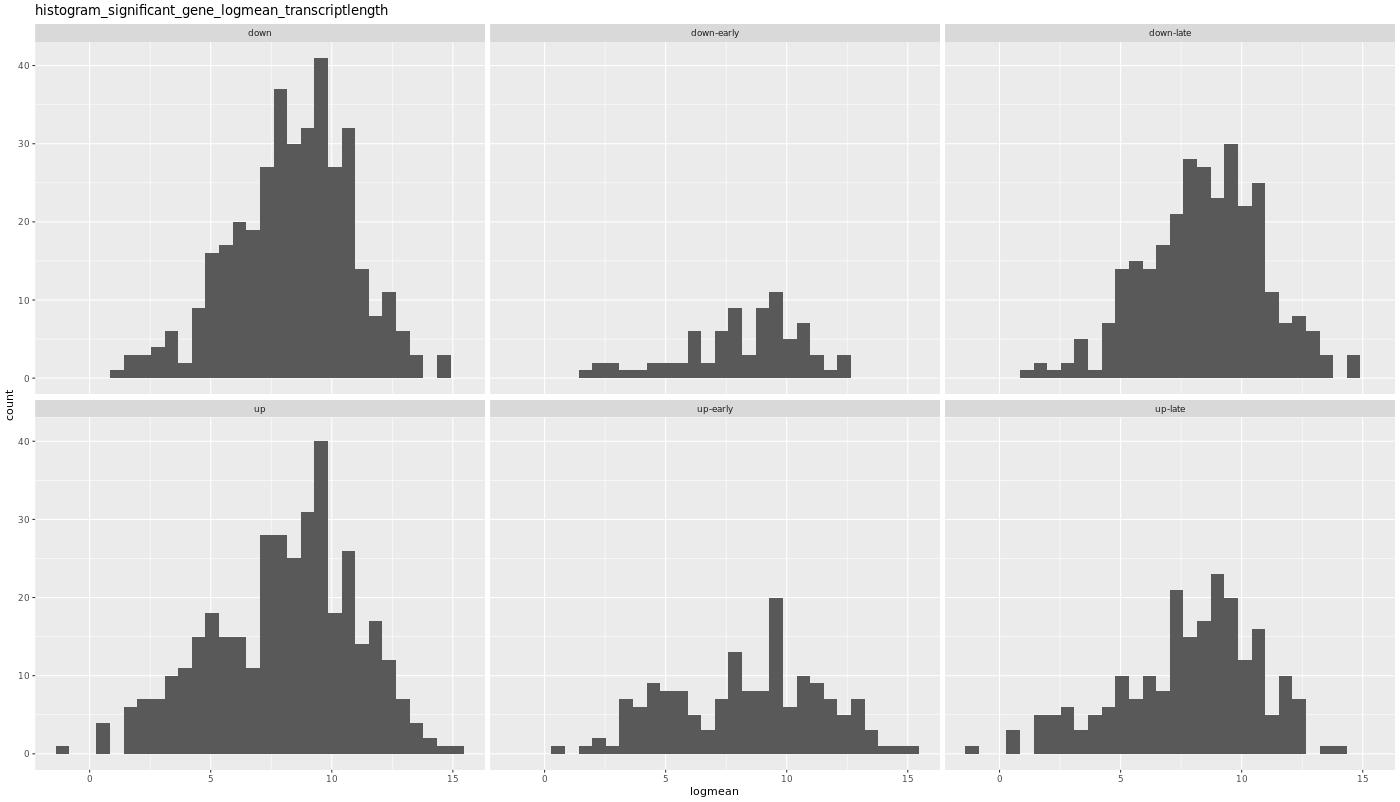 histogram_significant_gene_logmean_transcriptlength
down
down-early
down-late
40
30
20
10
0
count
up
up-early
up-late
40
30
20
10
0
0 5 10 15
0 5 10 15
0 5 10 15
logmean